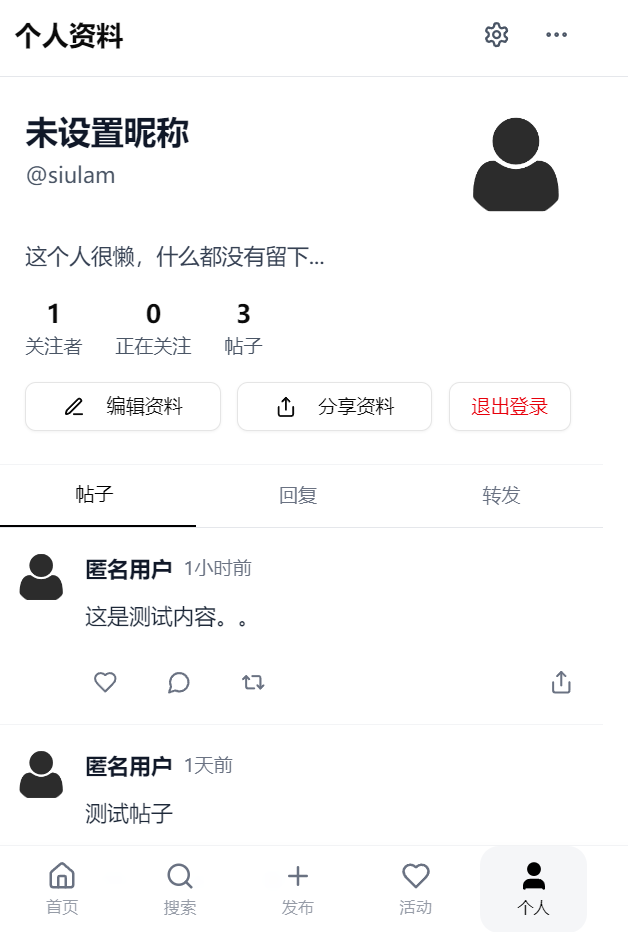 个人资料
未设置昵称
@siulam
这个人很懒，什么都没有留下...
1 0 3
关注者 正在关注 帖子
编辑资料 分享资料 退出登录
帖子 回复 转发
匿名用户 1小时前
这是测试内容。。
匿名用户 1天前
测试帖子
首页 搜索 发布 活动 个人